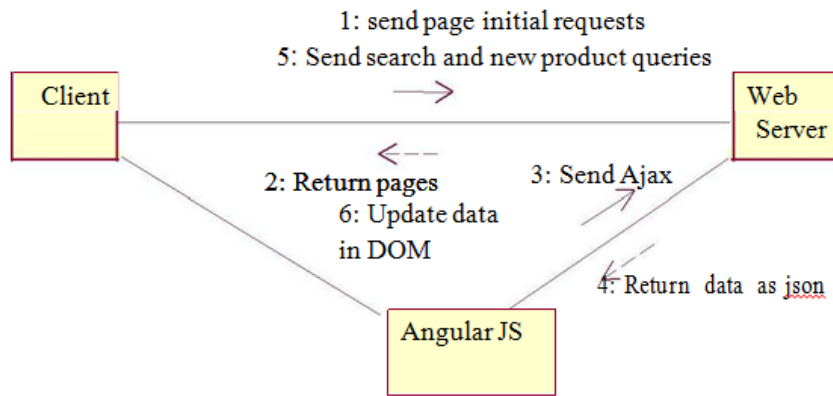 1: send page initial requests
5: Send search and new product queries
Client
Web
Server
2: Return pages
3: Send Ajax
6: Update data
in DOM
4: Return data as json
Angular JS